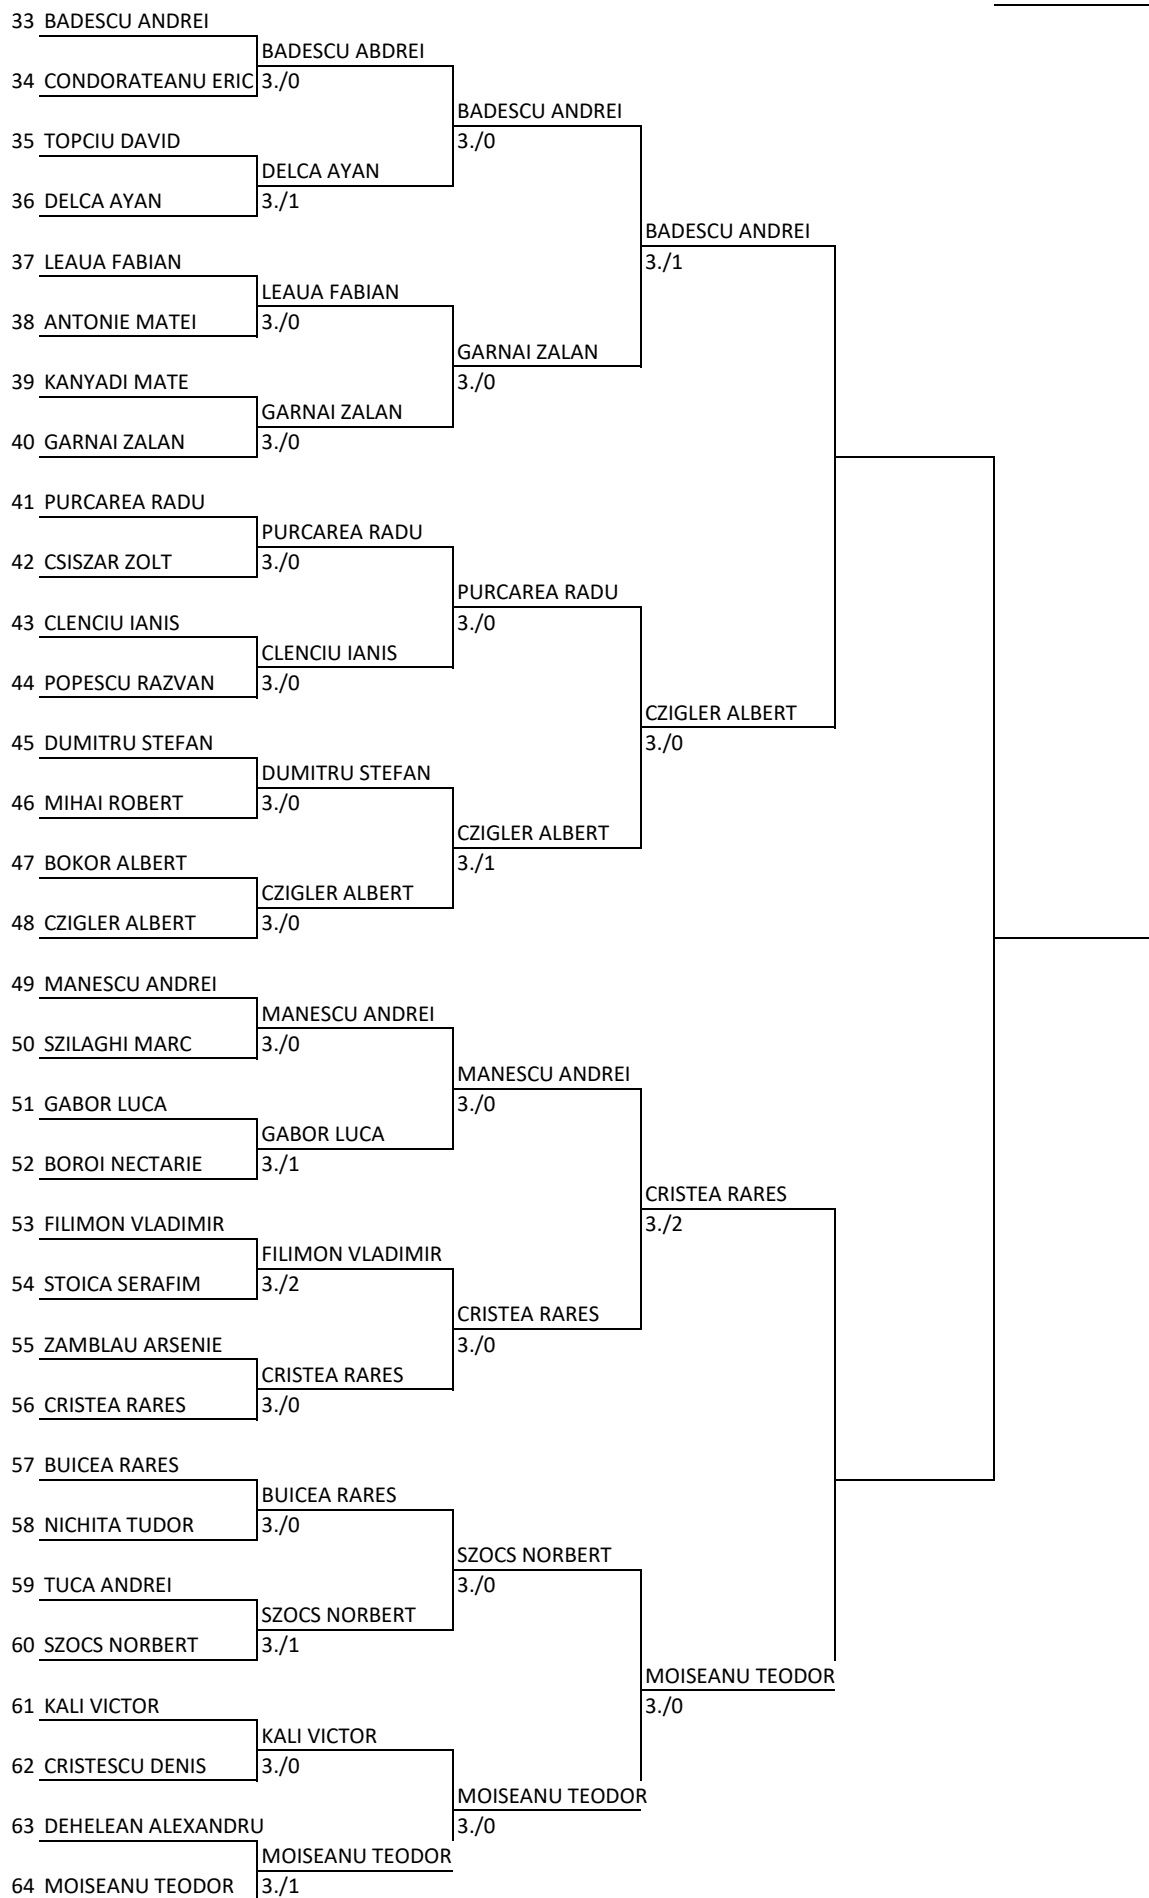 33 BADESCU ANDREI
BADESCU ABDREI
34 CONDORATEANU ERIC 3./0
BADESCU ANDREI
35 TOPCIU DAVID 3./0
DELCA AYAN
36 DELCA AYAN 3./1
BADESCU ANDREI
37 LEAUA FABIAN 3./1
LEAUA FABIAN
38 ANTONIE MATEI 3./0
GARNAI ZALAN
39 KANYADI MATE 3./0
GARNAI ZALAN
40 GARNAI ZALAN 3./0
41 PURCAREA RADU
PURCAREA RADU
42 CSISZAR ZOLT 3./0
PURCAREA RADU
43 CLENCIU IANIS 3./0
CLENCIU IANIS
44 POPESCU RAZVAN 3./0
CZIGLER ALBERT
45 DUMITRU STEFAN 3./0
DUMITRU STEFAN
46 MIHAI ROBERT 3./0
CZIGLER ALBERT
47 BOKOR ALBERT 3./1
CZIGLER ALBERT
48 CZIGLER ALBERT 3./0
49 MANESCU ANDREI
MANESCU ANDREI
50 SZILAGHI MARC 3./0
MANESCU ANDREI
51 GABOR LUCA 3./0
GABOR LUCA
52 BOROI NECTARIE 3./1
CRISTEA RARES
53 FILIMON VLADIMIR 3./2
FILIMON VLADIMIR
54 STOICA SERAFIM 3./2
CRISTEA RARES
55 ZAMBLAU ARSENIE 3./0
CRISTEA RARES
56 CRISTEA RARES 3./0
57 BUICEA RARES
BUICEA RARES
58 NICHITA TUDOR 3./0
SZOCS NORBERT
59 TUCA ANDREI 3./0
SZOCS NORBERT
60 SZOCS NORBERT 3./1
MOISEANU TEODOR
61 KALI VICTOR 3./0
KALI VICTOR
62 CRISTESCU DENIS 3./0
MOISEANU TEODOR
63 DEHELEAN ALEXANDRU 3./0
MOISEANU TEODOR
64 MOISEANU TEODOR 3./1